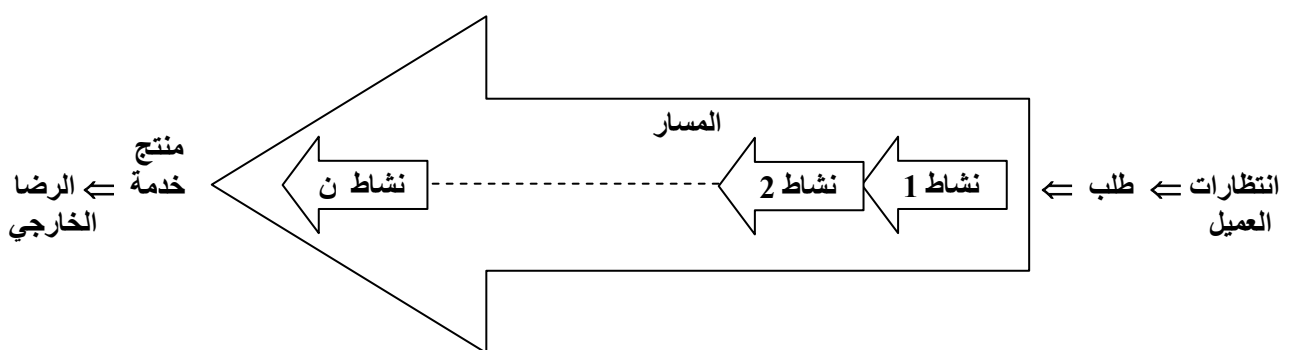 المسار
انتظارات
العميل
⇐
طلب
⇐
نشاط 1
نشاط 2
نشاط ن
منتج
خدمة
⇐
الرضا
الخارجي